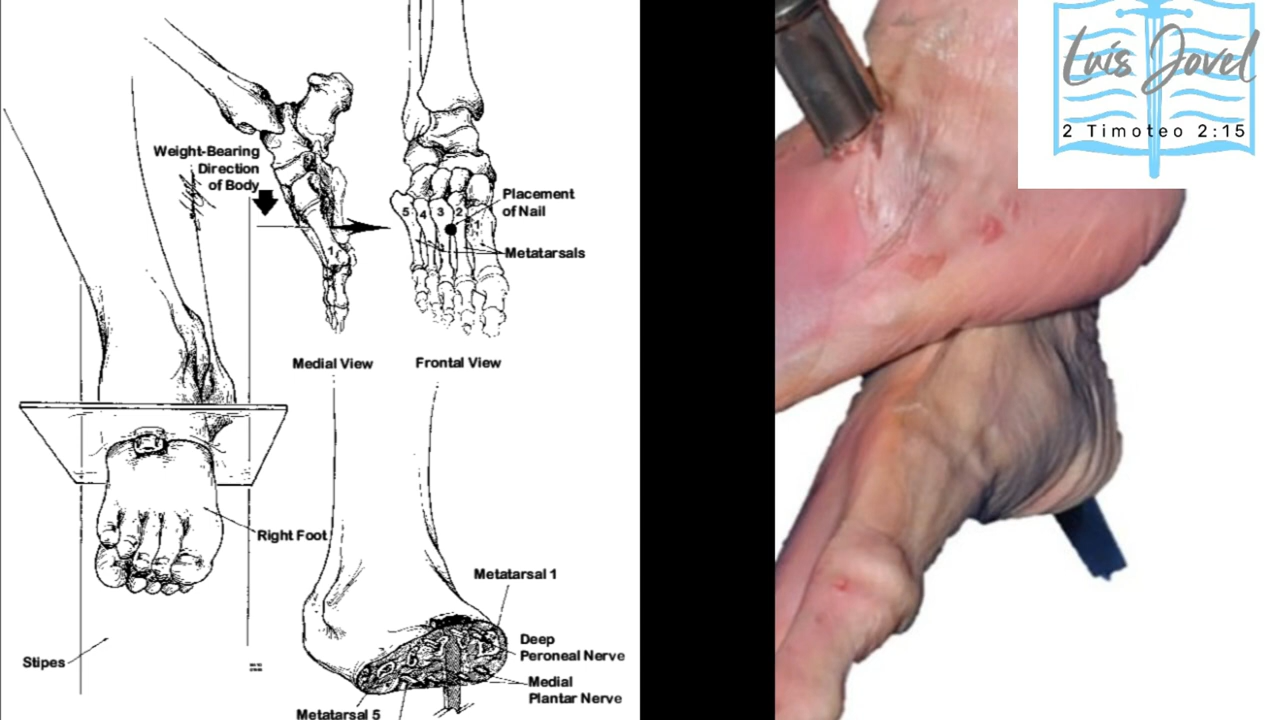 Weight-Bearing
Direction
of Body
5
4
3
2
1
1
Placement
of Nail
Metatarsals
Medial View
Frontal View
Right Foot
Stipes
Metatarsal 1
Deep
Peroneal Nerve
Medial
Plantar Nerve
Metatarsal 5
Luis Jovel
2 Timoteo 2:15